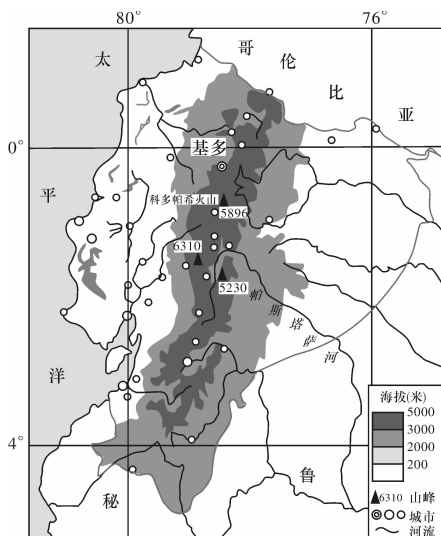 80° 76°
太
哥
伦
比
亚
0°
基多
平
科多帕希火山
5896
6310
5230
帕
斯
塔
萨
河
洋
海拔(米)
5000
3000
2000
200
4°
秘
鲁
6310 山峰
城市
河流